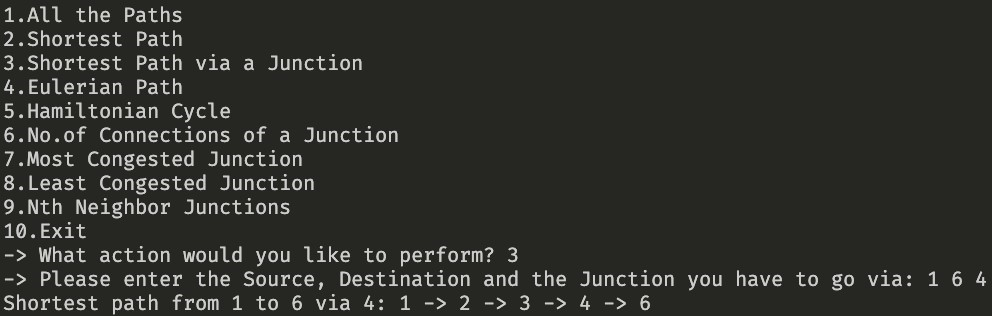 1.All the Paths
2.Shortest Path
3.Shortest Path via a Junction
4.Eulerian Path
5.Hamiltonian Cycle
6.No.of Connections of a Junction
7.Most Congested Junction
8.Least Congested Junction
9.Nth Neighbor Junctions
10.Exit
-> What action would you like to perform? 3
-> Please enter the Source, Destination and the Junction you have to go via: 1 6 4
Shortest path from 1 to 6 via 4: 1 -> 2 -> 3 -> 4 -> 6